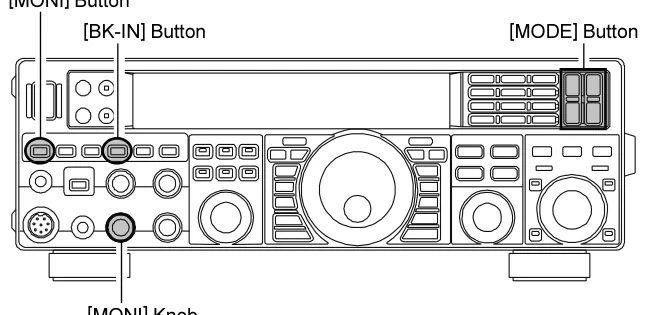 [MONI] Button
[BK-IN] Button
[MODE] Button
[MONI] Knob